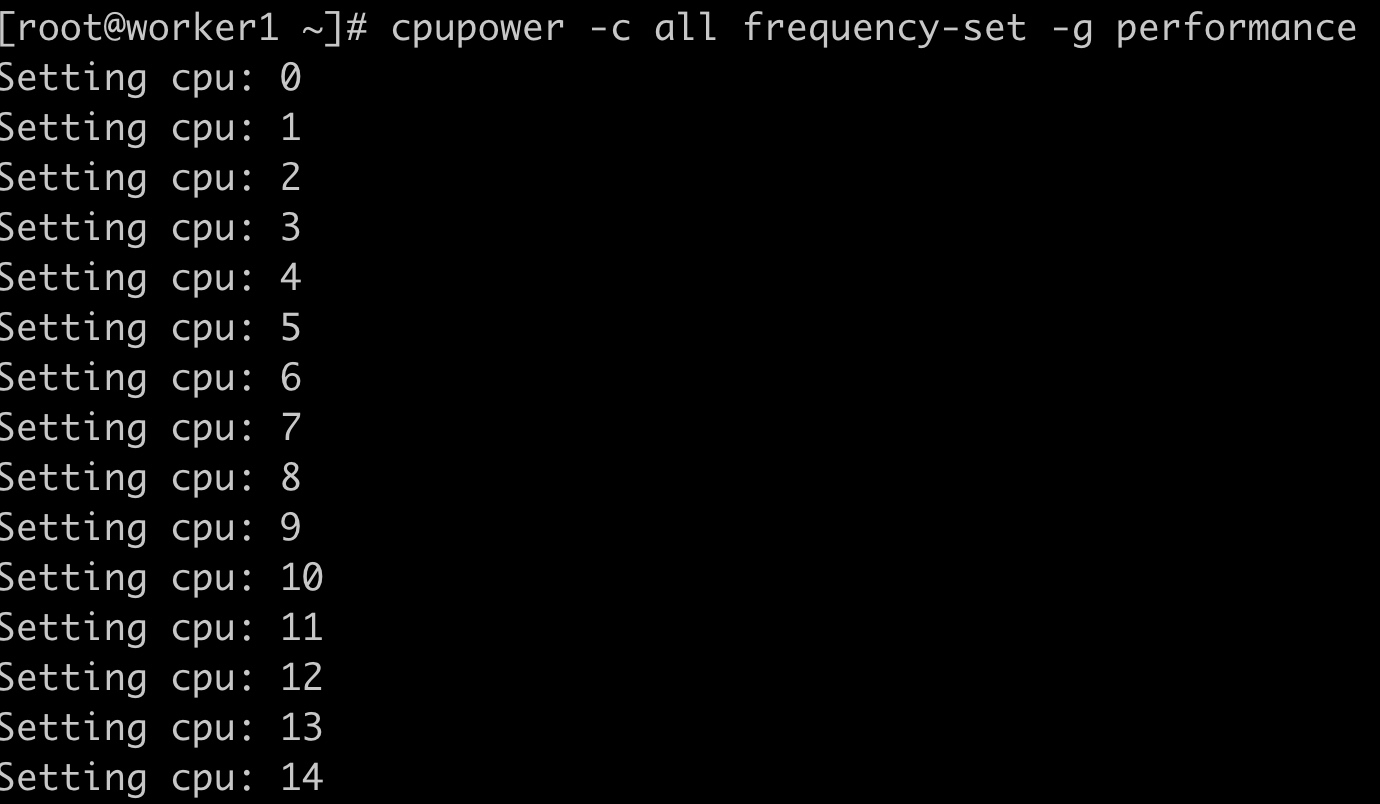 [root@worker1 ~]# cpupower -c all frequency-set -g performance
Setting cpu: 0
Setting cpu: 1
Setting cpu: 2
Setting cpu: 3
Setting cpu: 4
Setting cpu: 5
Setting cpu: 6
Setting cpu: 7
Setting cpu: 8
Setting cpu: 9
Setting cpu: 10
Setting cpu: 11
Setting cpu: 12
Setting cpu: 13
Setting cpu: 14